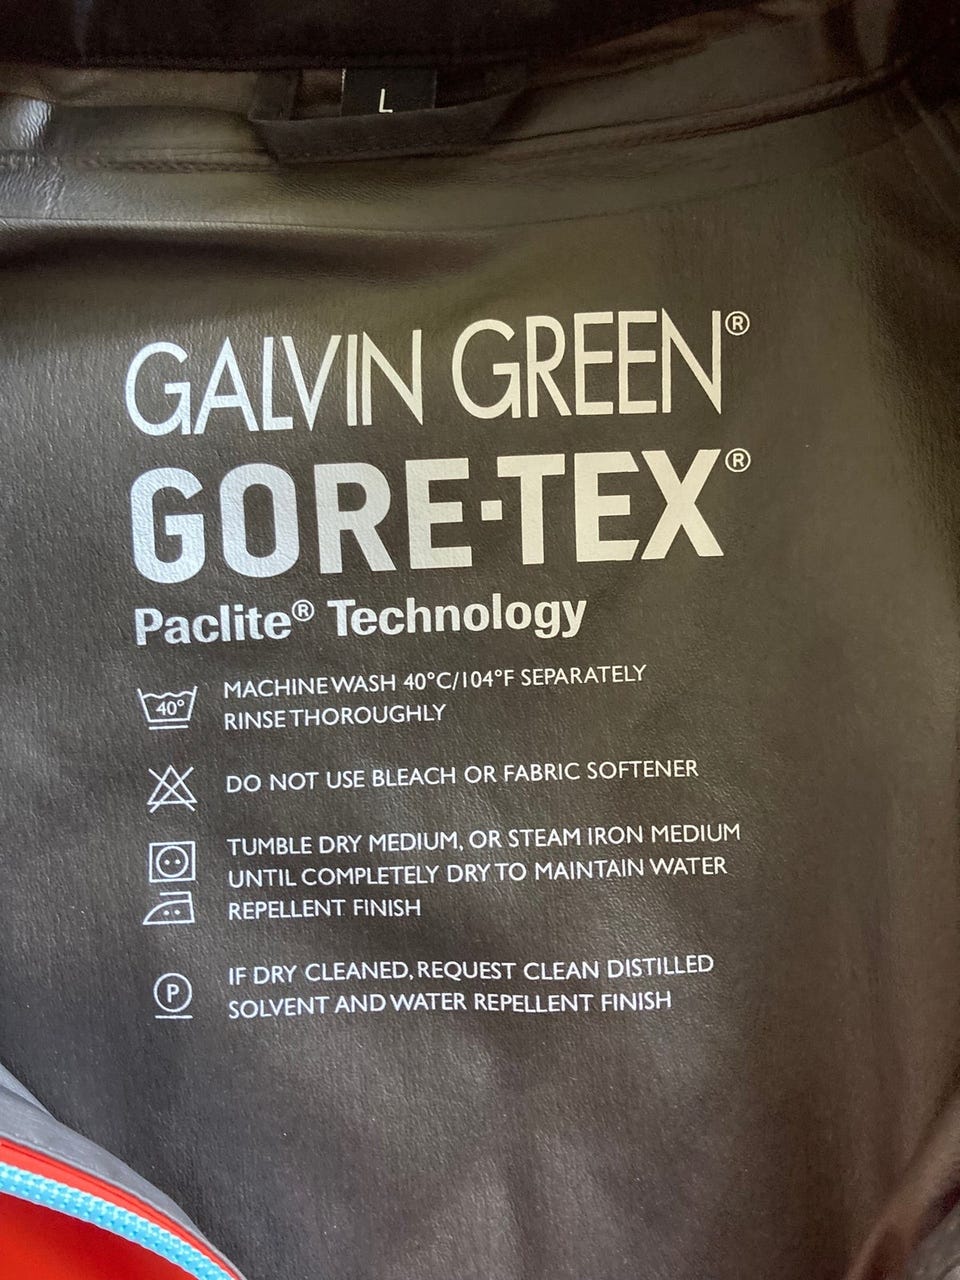 L
GALVIN GREEN®
GORE-TEX®
Paclite® Technology
40°
MACHINE WASH 40°C/104°F SEPARATELY
RINSE THOROUGHLY
DO NOT USE BLEACH OR FABRIC SOFTENER
TUMBLE DRY MEDIUM, OR STEAM IRON MEDIUM
UNTIL COMPLETELY DRY TO MAINTAIN WATER
REPELLENT FINISH
P
IF DRY CLEANED, REQUEST CLEAN DISTILLED
SOLVENT AND WATER REPELLENT FINISH